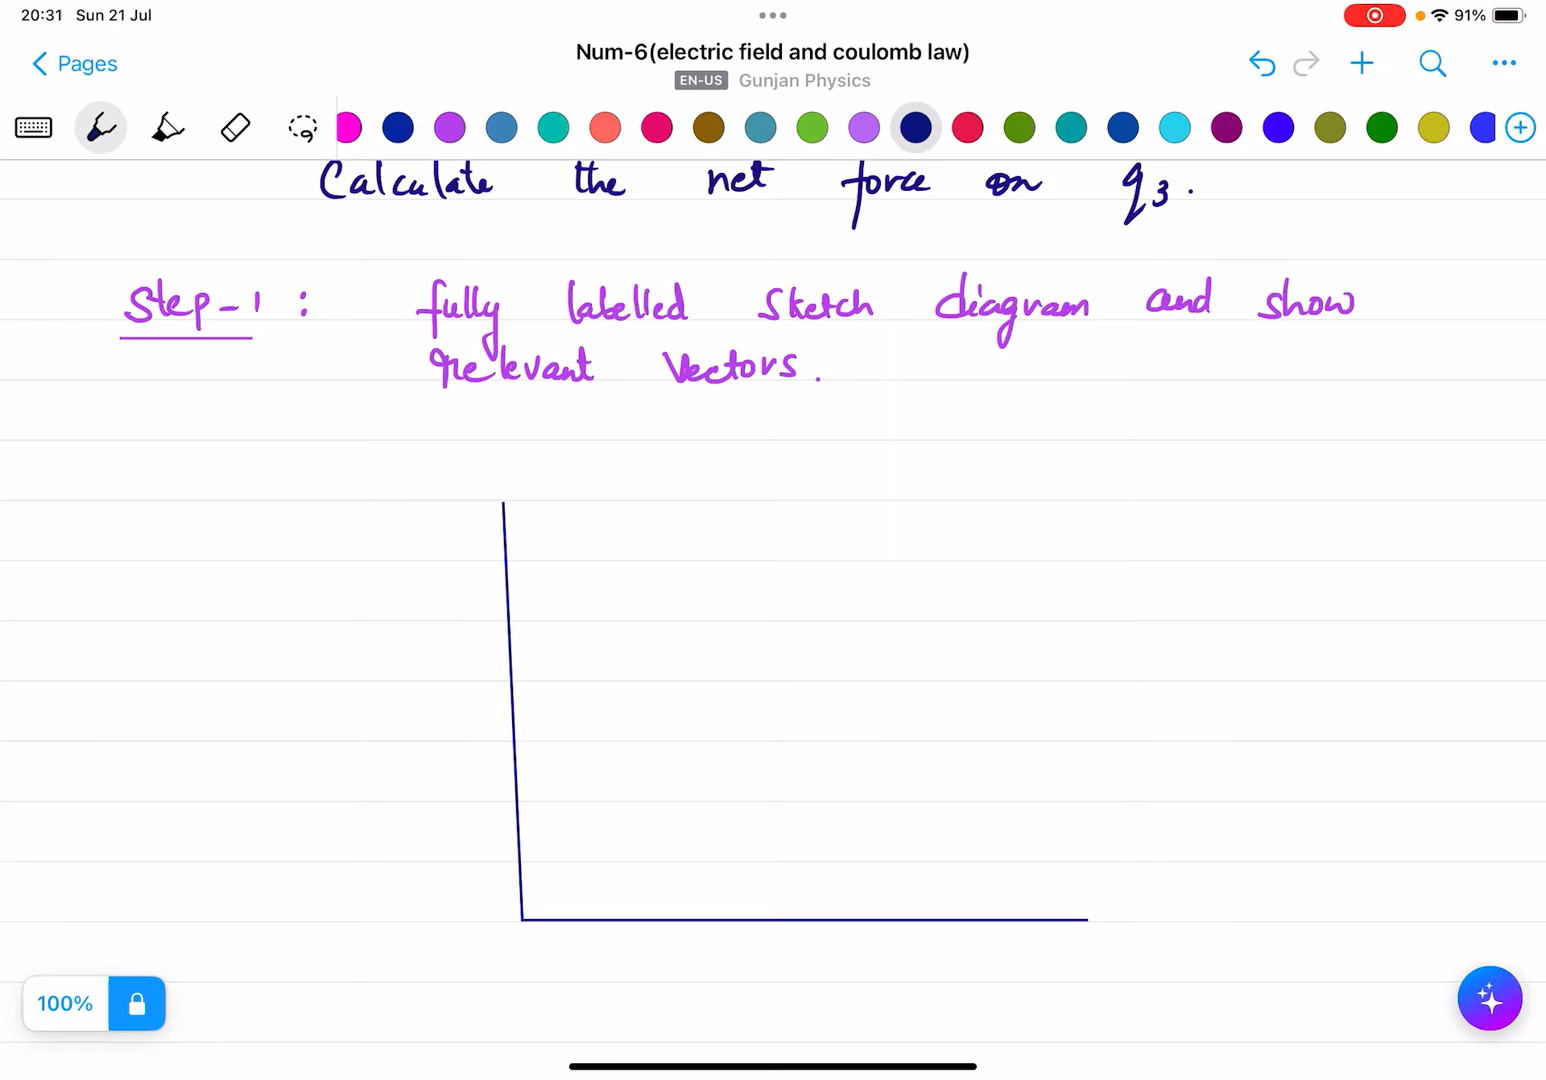 20:31 Sun 21 Jul
91%
Pages
Num-6(electric field and coulomb law)
EN-US Gunjan Physics
Calculate the net force on q3.
Step-1 : fully labelled sketch diagram and show
relevant vectors.
100%